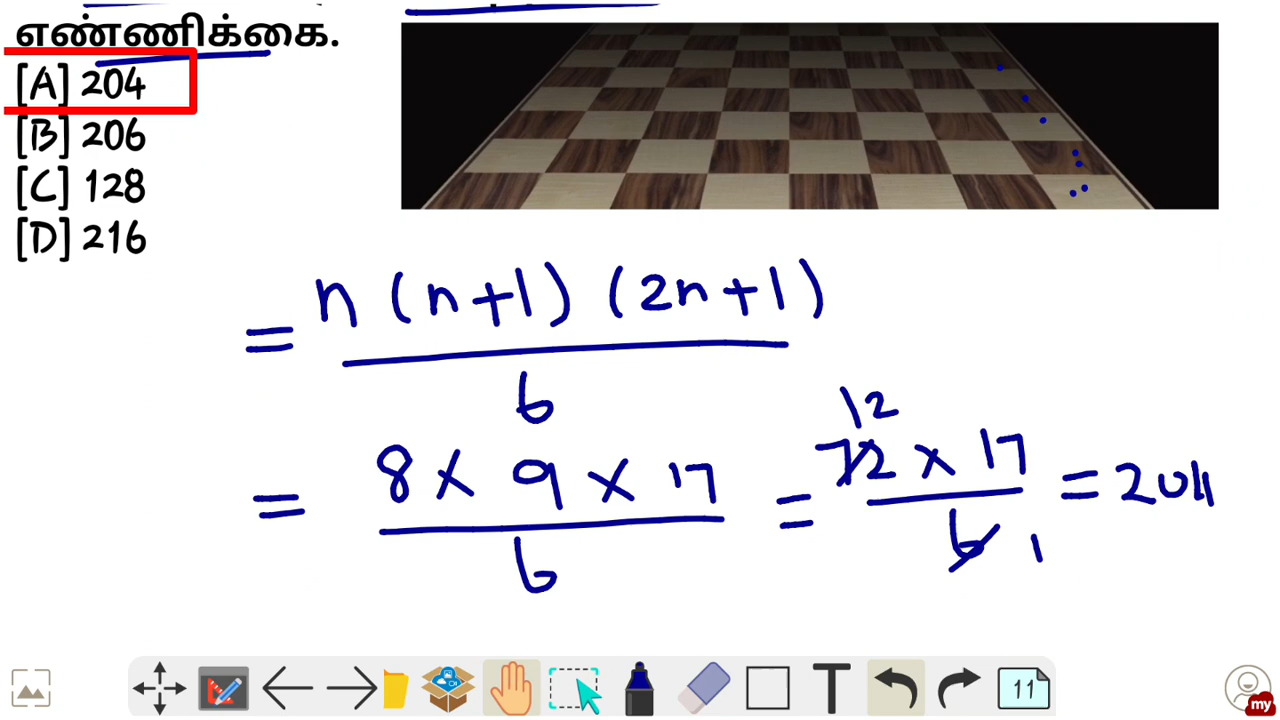 எண்ணிக்கை.
[A] 204
[B] 206
[C] 128
[D] 216
= n (n+1) (2n+1)
6
= 8 × 9 × 17
6
= 72 × 17
6
12
1
= 204
11
my